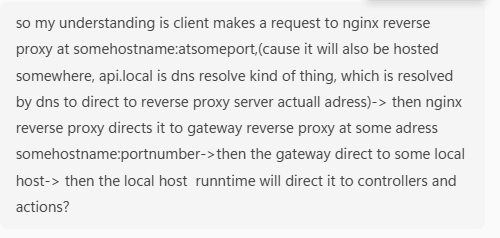 so my understanding is client makes a request to nginx reverse
proxy at somehostname:atsomeport,(cause it will also be hosted
somewhere, api.local is dns resolve kind of thing, which is resolved
by dns to direct to reverse proxy server actuall adress)-> then nginx
reverse proxy directs it to gateway reverse proxy at some adress
somehostname:portnumber->then the gateway direct to some local
host-> then the local host  runntime will direct it to controllers and
actions?